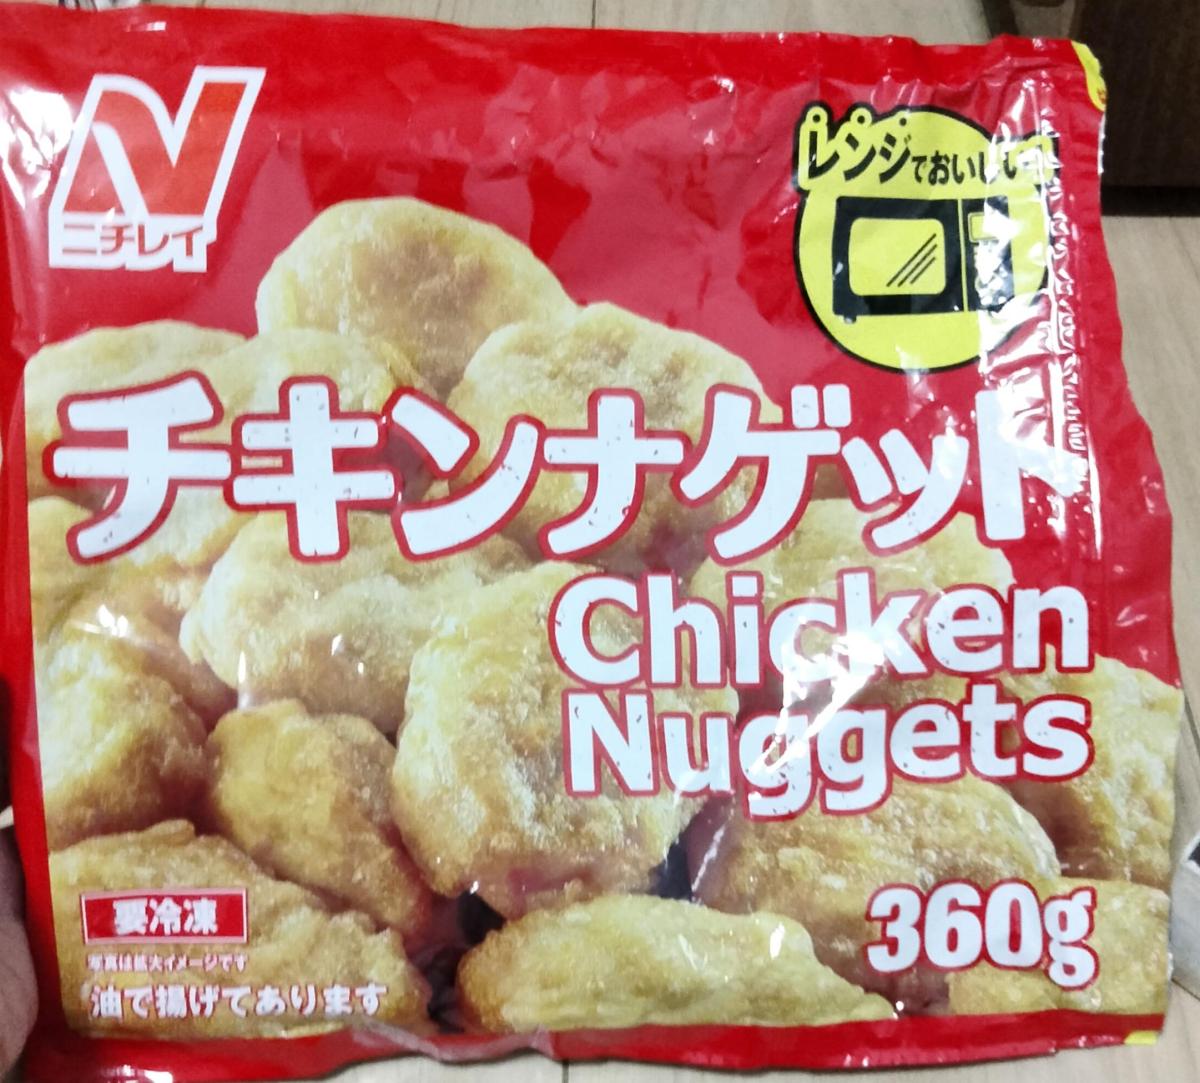 ニチレイ
レンジでおいしい
チキンナゲット
Chicken
Nuggets
360g
要冷凍
写真は拡大イメージです
油で揚げてあります